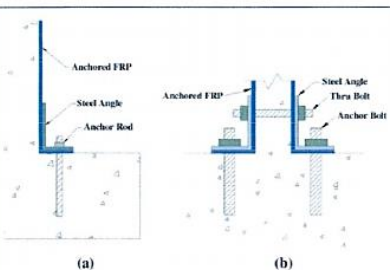 Anchored FRP
Steel Angle
Anchor Rod
(a)
Steel Angle
Anchored FRP
Thru Bolt
Anchor Bolt
(b)